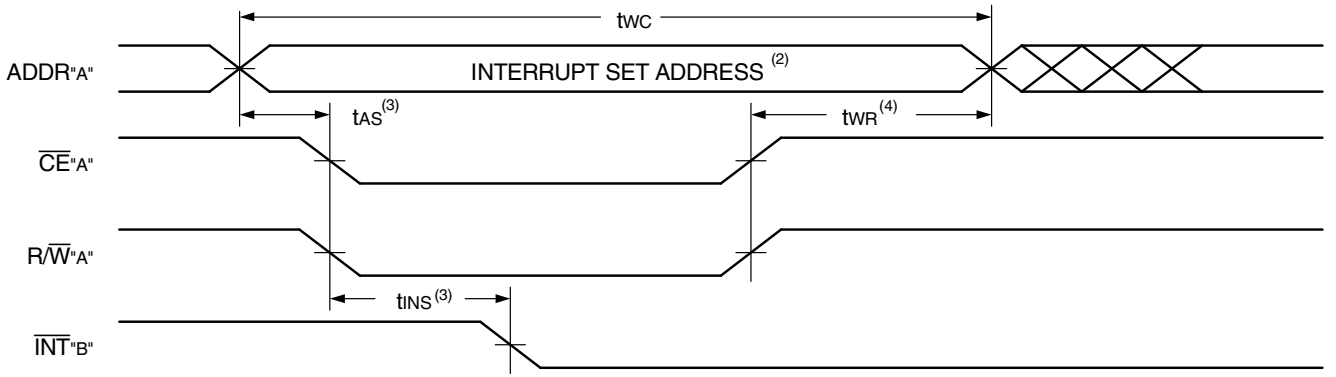 tWC
ADDR"A"
INTERRUPT SET ADDRESS (2)
tAS(3)
tWR(4)
CE"A"
R/W"A"
tINS(3)
INT"B"